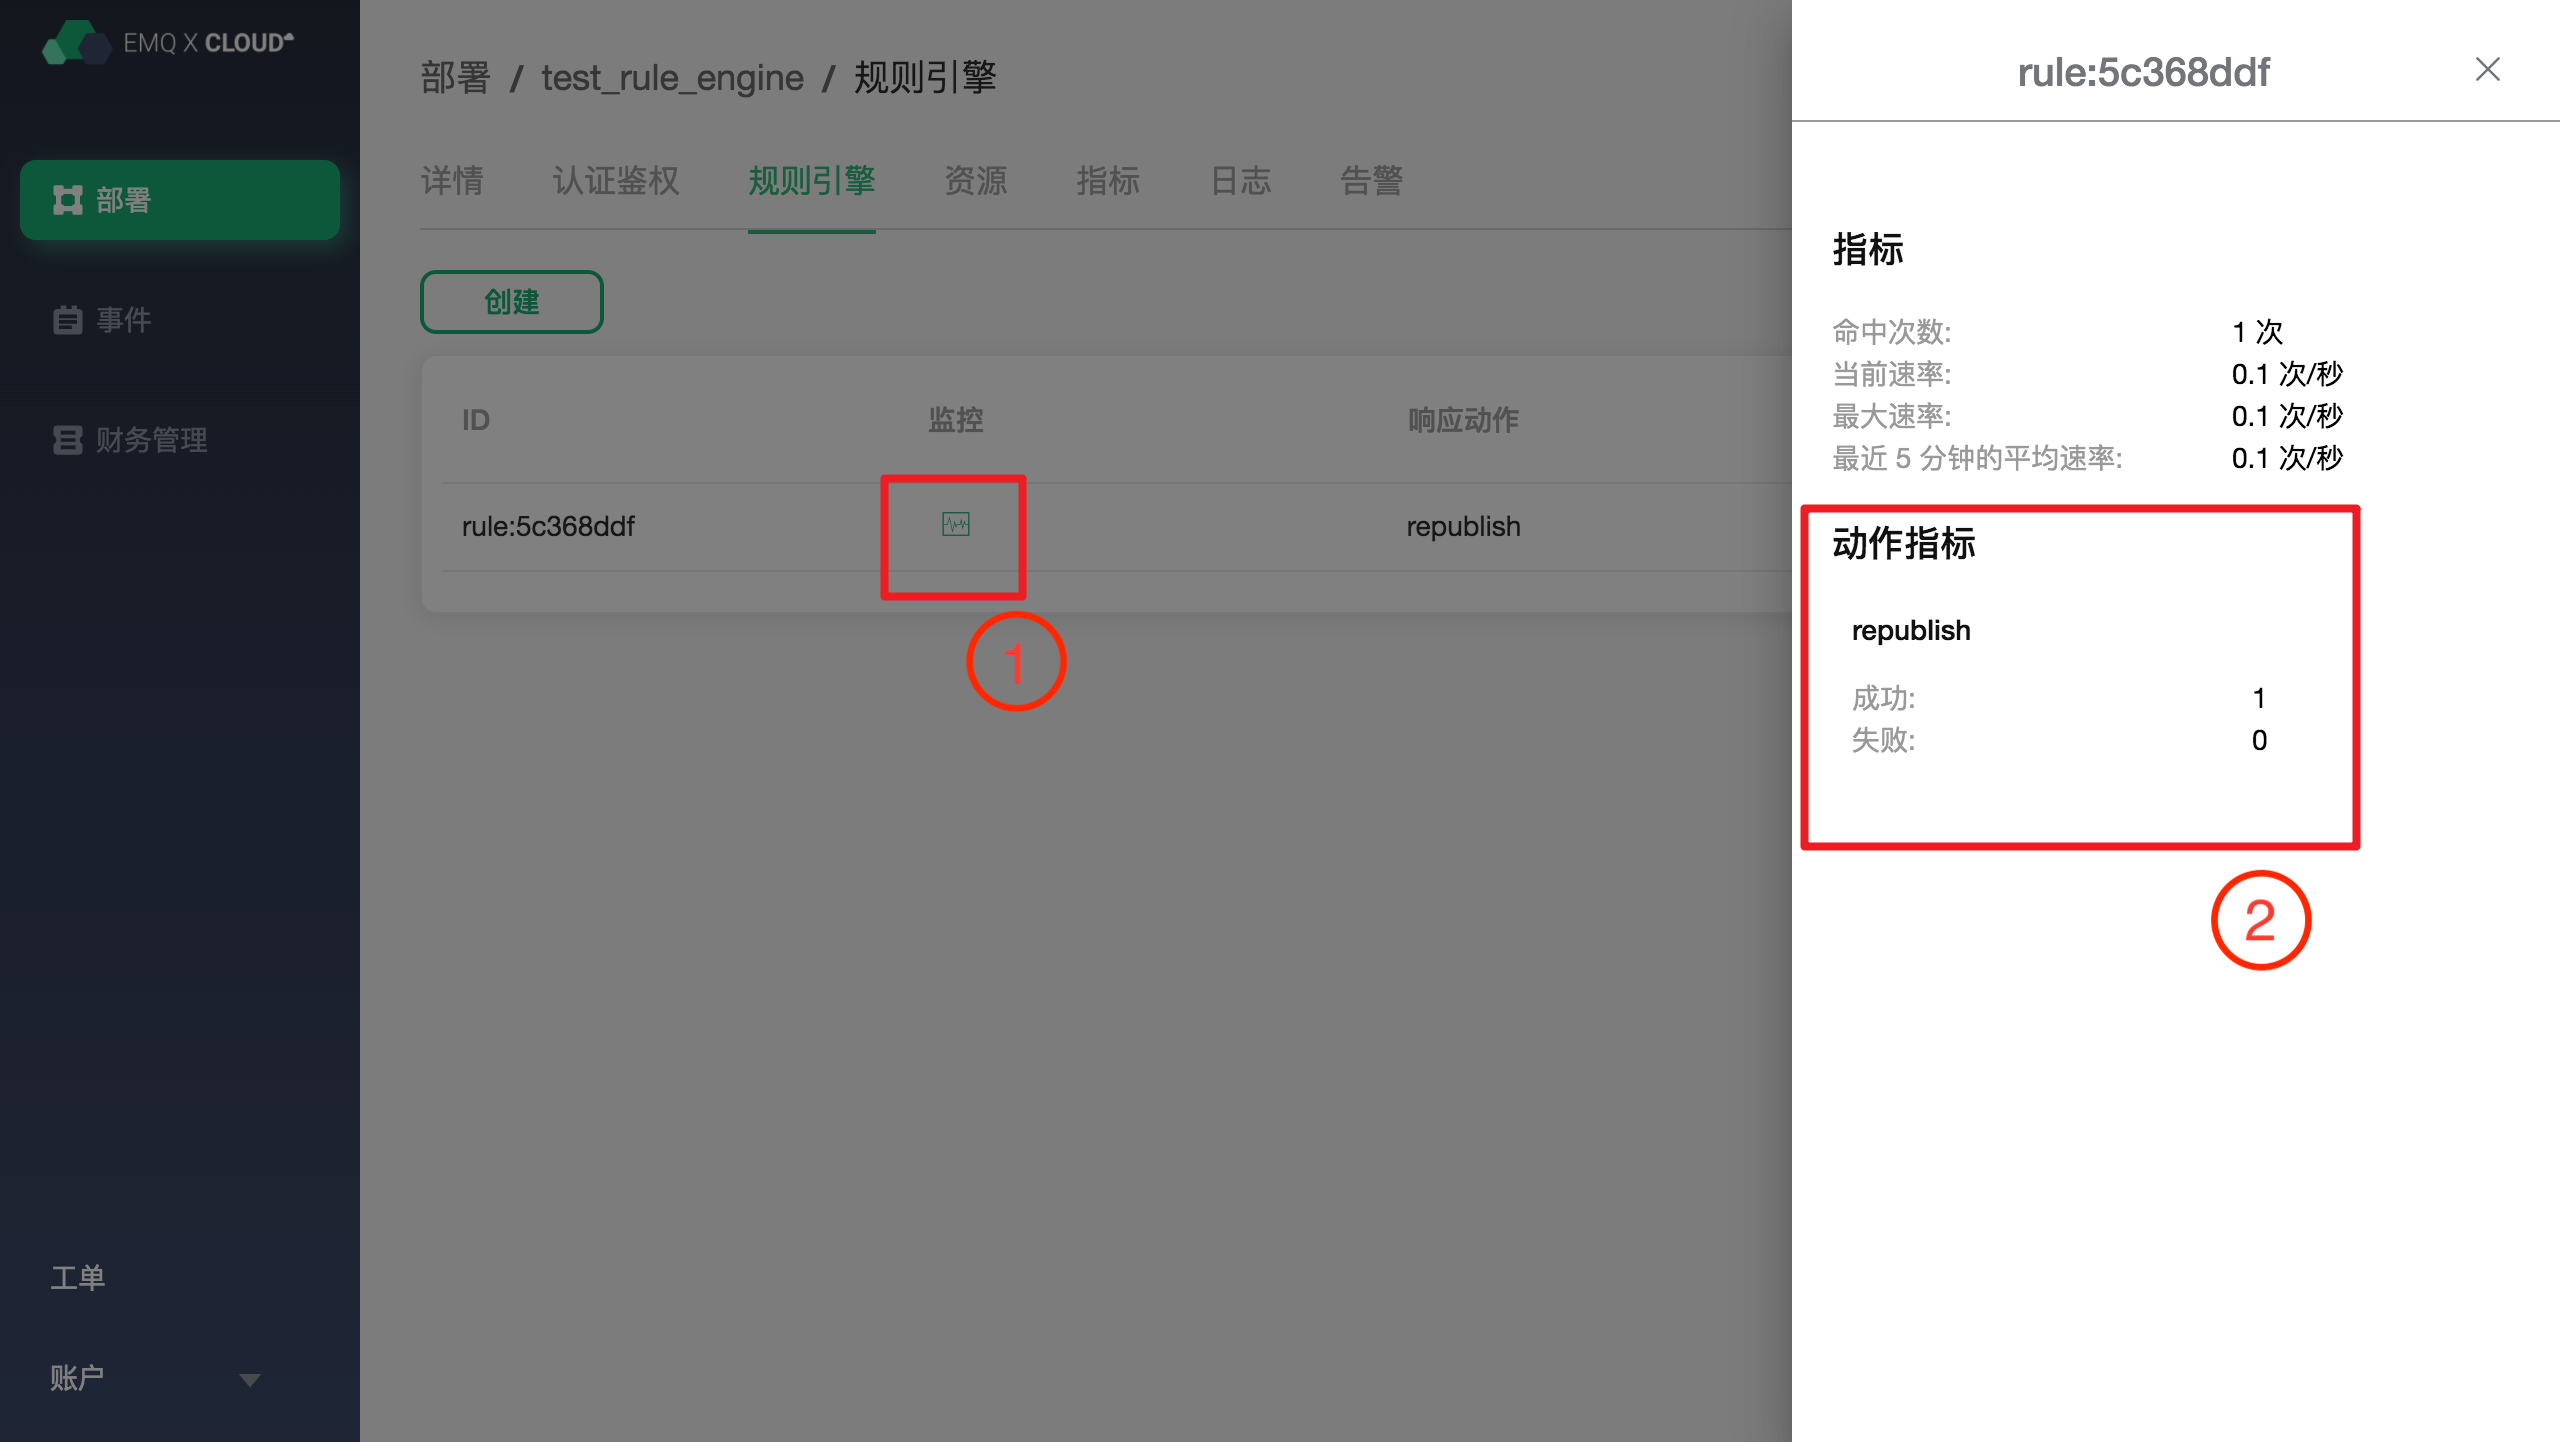 EMQ X CLOUD
部署
事件
财务管理
工单
账户
部署 / test_rule_engine / 规则引擎
详情 认证鉴权 规则引擎 资源 指标 日志 告警
创建
ID 监控 响应动作
rule:5c368ddf republish
1
rule:5c368ddf
指标
命中次数: 1 次
当前速率: 0.1 次/秒
最大速率: 0.1 次/秒
最近 5 分钟的平均速率: 0.1 次/秒
动作指标
republish
成功: 1
失败: 0
2